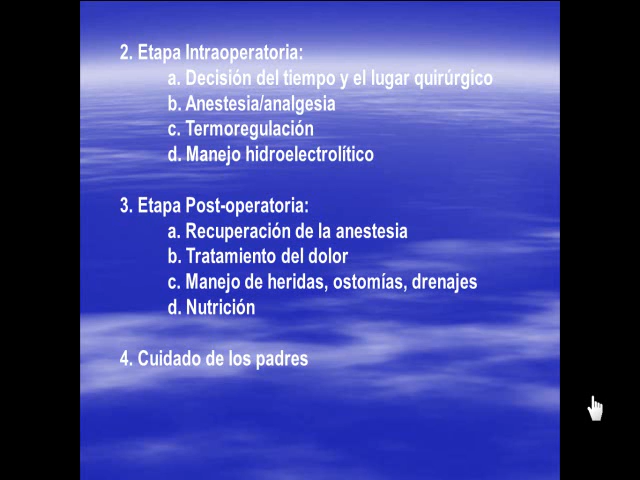 2. Etapa Intraoperatoria:
a. Decisión del tiempo y el lugar quirúrgico
b. Anestesia/analgesia
c. Termoregulación
d. Manejo hidroelectrolítico
3. Etapa Post-operatoria:
a. Recuperación de la anestesia
b. Tratamiento del dolor
c. Manejo de heridas, ostomías, drenajes
d. Nutrición
4. Cuidado de los padres